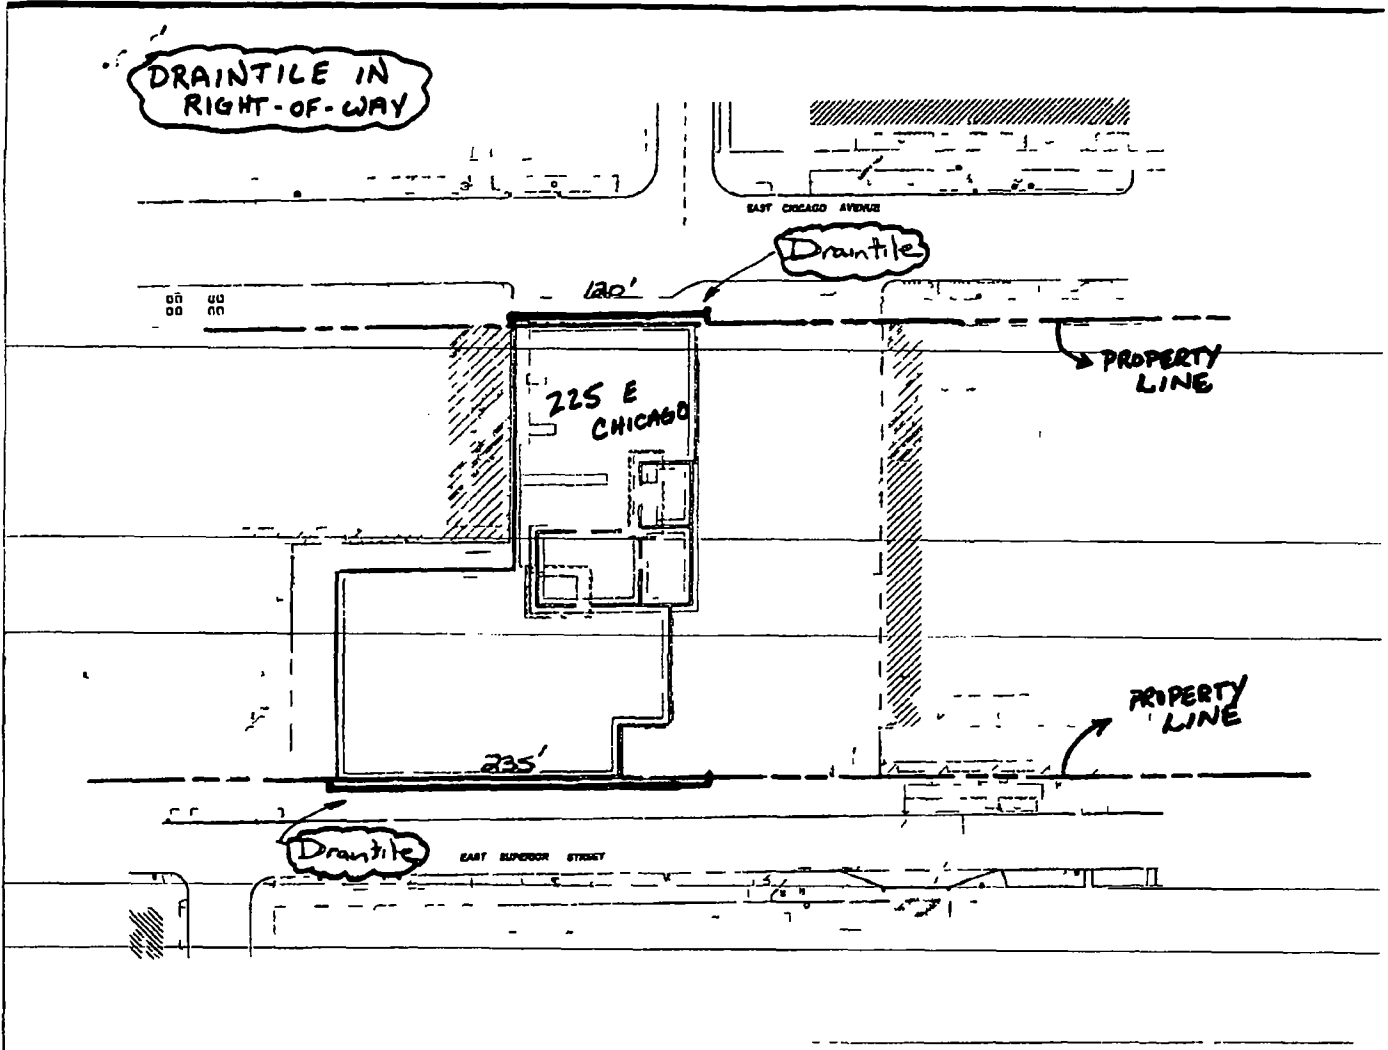 DRAINTILE IN
RIGHT-OF-WAY
EAST CHICAGO AVENUE
Draintile
120'
PROPERTY
LINE
225 E
CHICAGO
PROPERTY
LINE
235'
Draintile
EAST SUPERIOR STREET